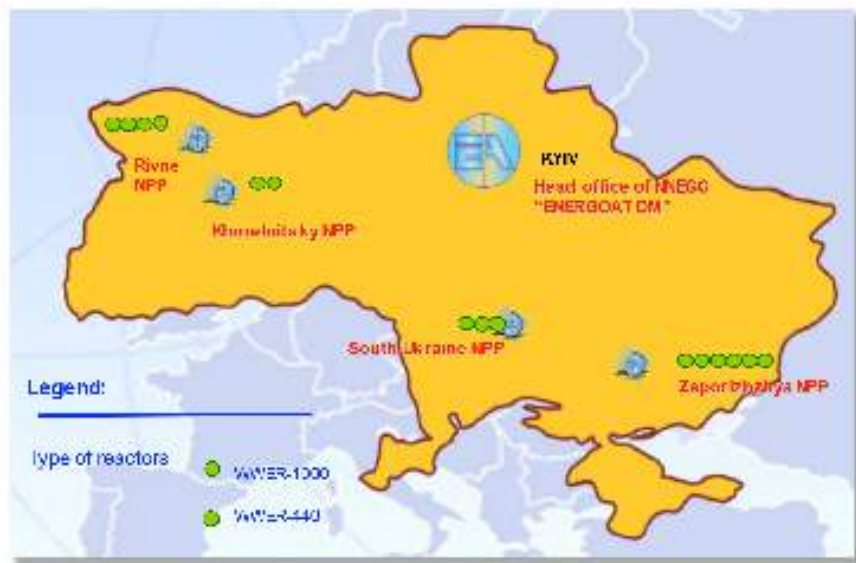 EA
KYIV
Rivne
NPP
Head office of NNEGC
"ENERGOATOM"
Khmelnitsky NPP
South-Ukraine NPP
Zaporizhzhya NPP
Legend:
Type of reactors
WWER-1000
WWER-440